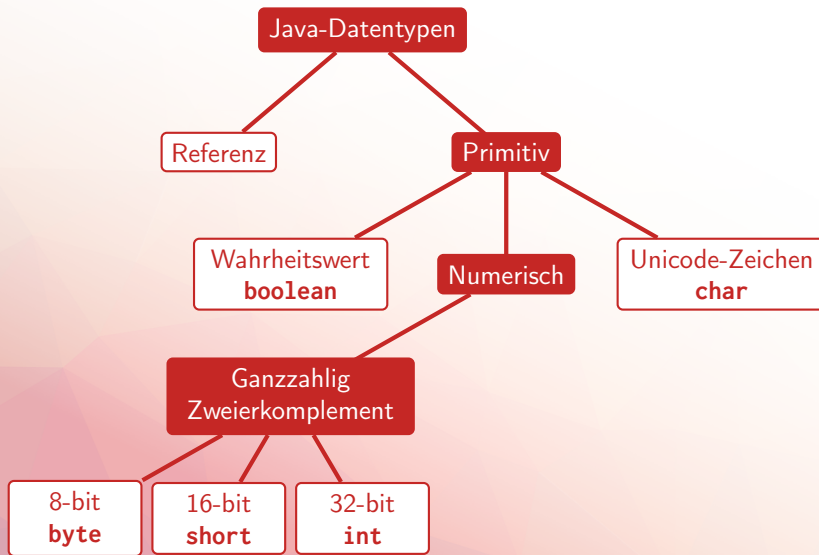 Java-Datentypen
Referenz
Primitiv
Wahrheitswert
boolean
Numerisch
Unicode-Zeichen
char
Ganzzahlig
Zweierkomplement
8-bit
byte
16-bit
short
32-bit
int